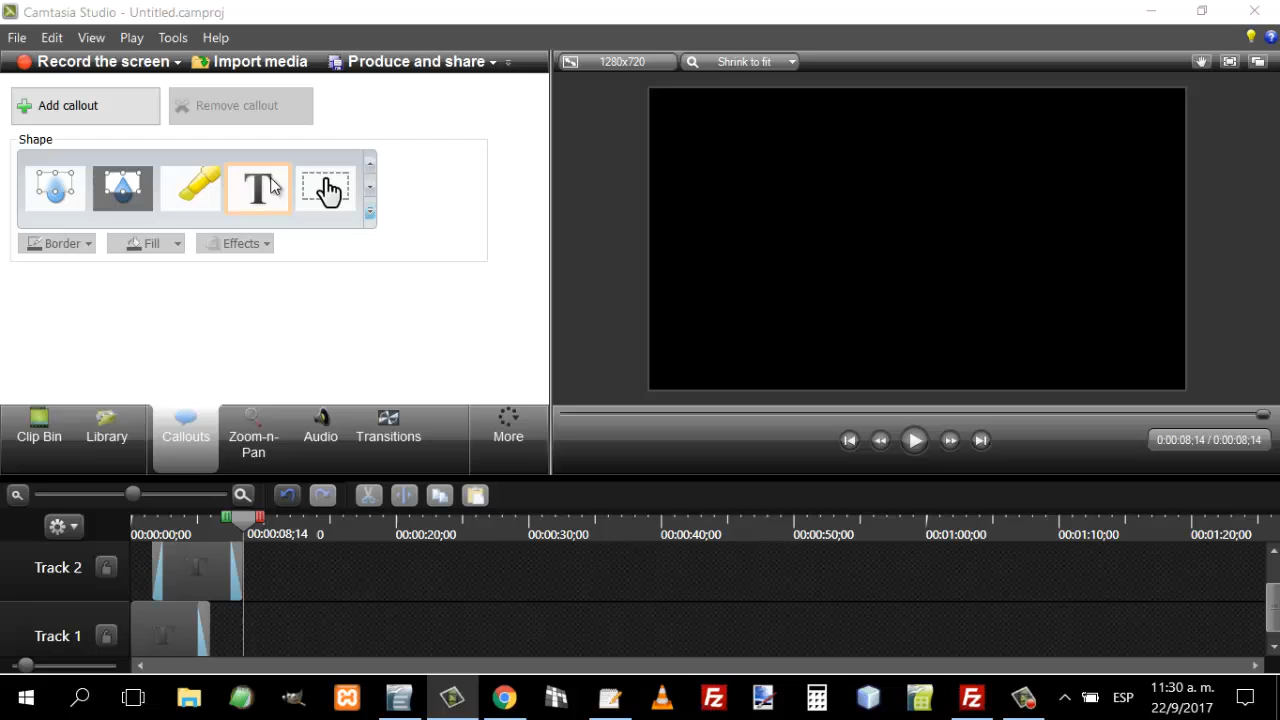 Camtasia Studio - Untitled.camproj
File Edit View Play Tools Help
Record the screen Import media Produce and share
1280x720 Shrink to fit
Add callout Remove callout
Shape
T
Border Fill Effects
Clip Bin Library Callouts Zoom-n-Pan Audio Transitions More
0:00:08;14 / 0:00:08;14
00:00:00;00 00:00:08;14 0 00:00:20;00 00:00:30;00 00:00:40;00 00:00:50;00 00:01:00;00 00:01:10;00 00:01:20;00
Track 2 T
Track 1 T
ESP
11:30 a. m.
22/9/2017